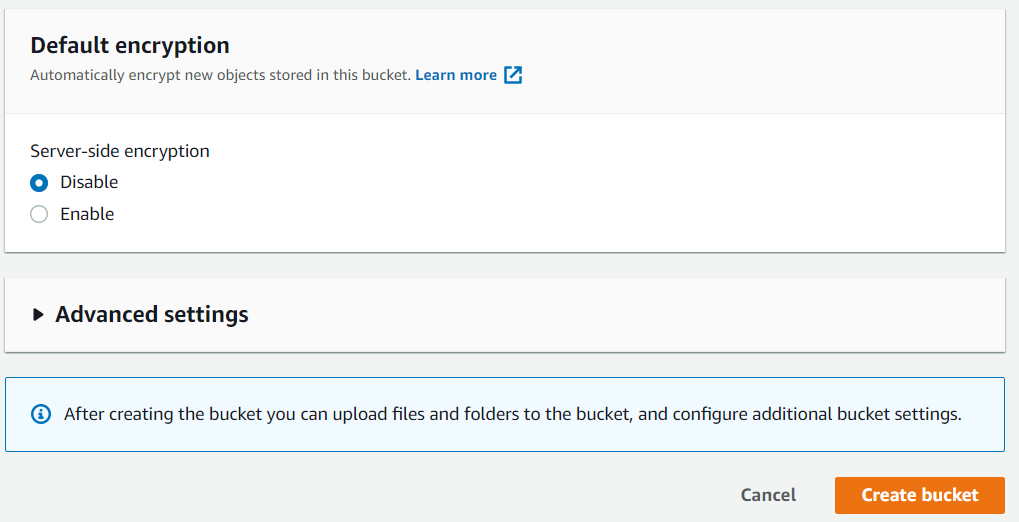 Default encryption
Automatically encrypt new objects stored in this bucket. Learn more
Server-side encryption
Disable
Enable
Advanced settings
After creating the bucket you can upload files and folders to the bucket, and configure additional bucket settings.
Cancel Create bucket